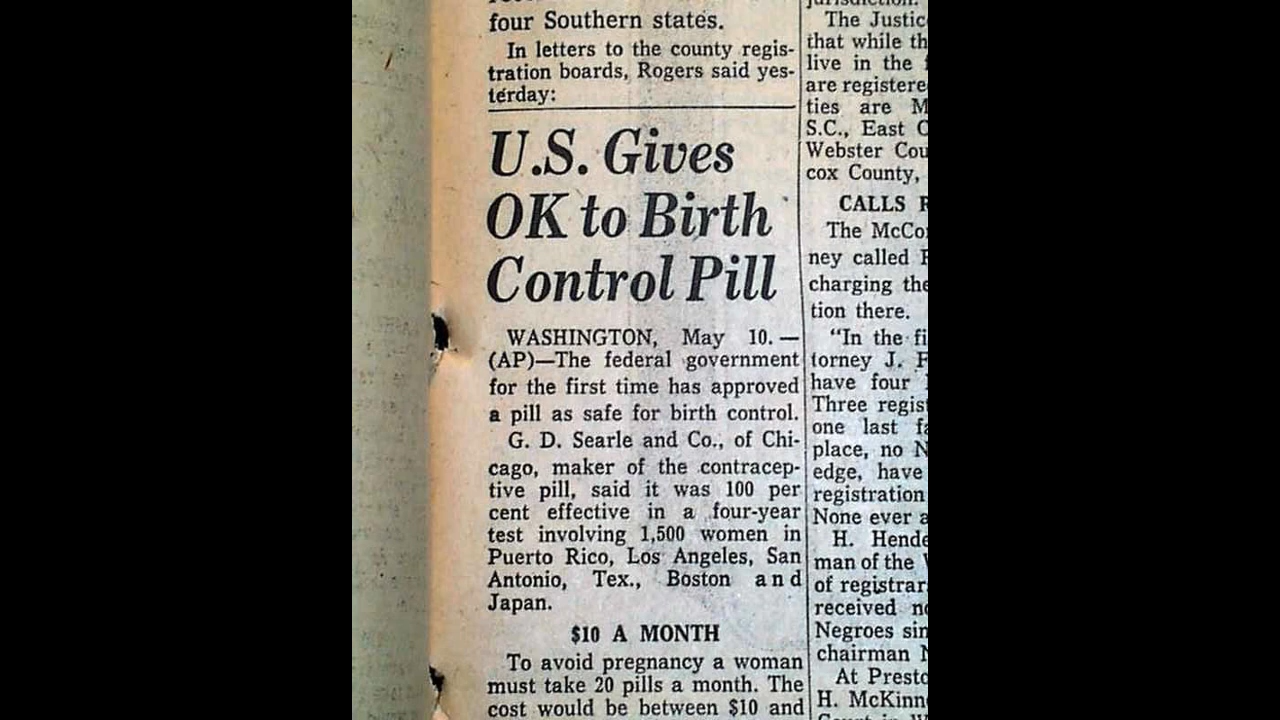 four Southern states.
In letters to the county regis-
tration boards, Rogers said yes-
terday:
U.S. Gives
OK to Birth
Control Pill
WASHINGTON, May 10. —
(AP)—The federal government
for the first time has approved
a pill as safe for birth control.
G. D. Searle and Co., of Chi-
cago, maker of the contracep-
tive pill, said it was 100 per
cent effective in a four-year
test involving 1,500 women in
Puerto Rico, Los Angeles, San
Antonio, Tex., Boston and
Japan.
$10 A MONTH
To avoid pregnancy a woman
must take 20 pills a month. The
cost would be between $10 and
jurisdiction.
The Justic
that while th
live in the
are registere
ties are M
S.C., East C
Webster Cou
cox County,
CALLS
The McCo
ney called
charging the
tion there.
"In the fi
torney J. F
have four
Three regis
one last fa
place, no N
edge, have
registration
None ever a
H. Hende
man of the
of registrar
received no
Negroes sin
chairman
At Presto
H. McKinn